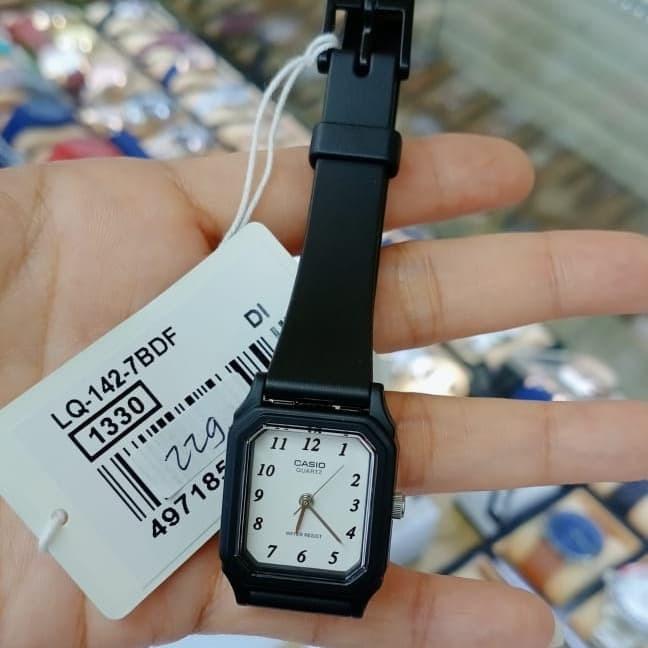 LQ-142-7BDF
DI
1330
229
497185
11 12 1
10 2
9 3
8 4
7 6 5
CASIO
QUARTZ
WATER RESIST